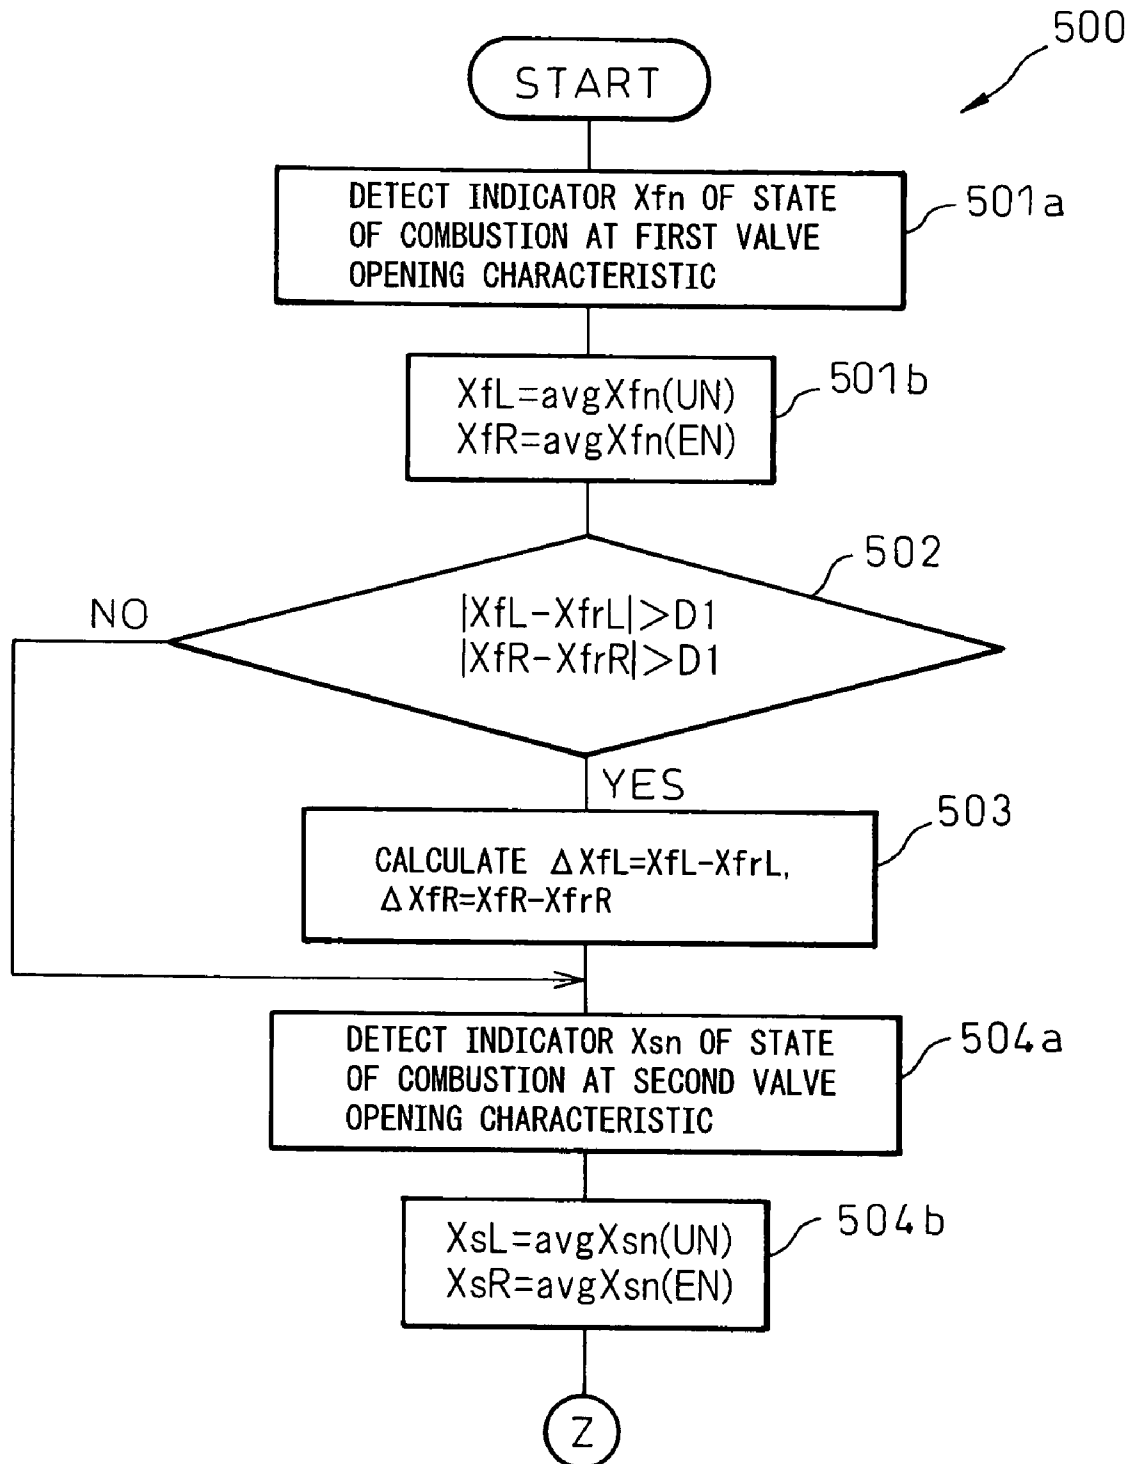 500
START
DETECT INDICATOR Xfn OF STATE
OF COMBUSTION AT FIRST VALVE
OPENING CHARACTERISTIC
501a
XfL=avgXfn(UN)
XfR=avgXfn(EN)
501b
502
|XfL-XfrL|>D1
|XfR-XfrR|>D1
NO
YES
503
CALCULATE ΔXfL=XfL-XfrL,
ΔXfR=XfR-XfrR
DETECT INDICATOR Xsn OF STATE
OF COMBUSTION AT SECOND VALVE
OPENING CHARACTERISTIC
504a
XsL=avgXsn(UN)
XsR=avgXsn(EN)
504b
Z